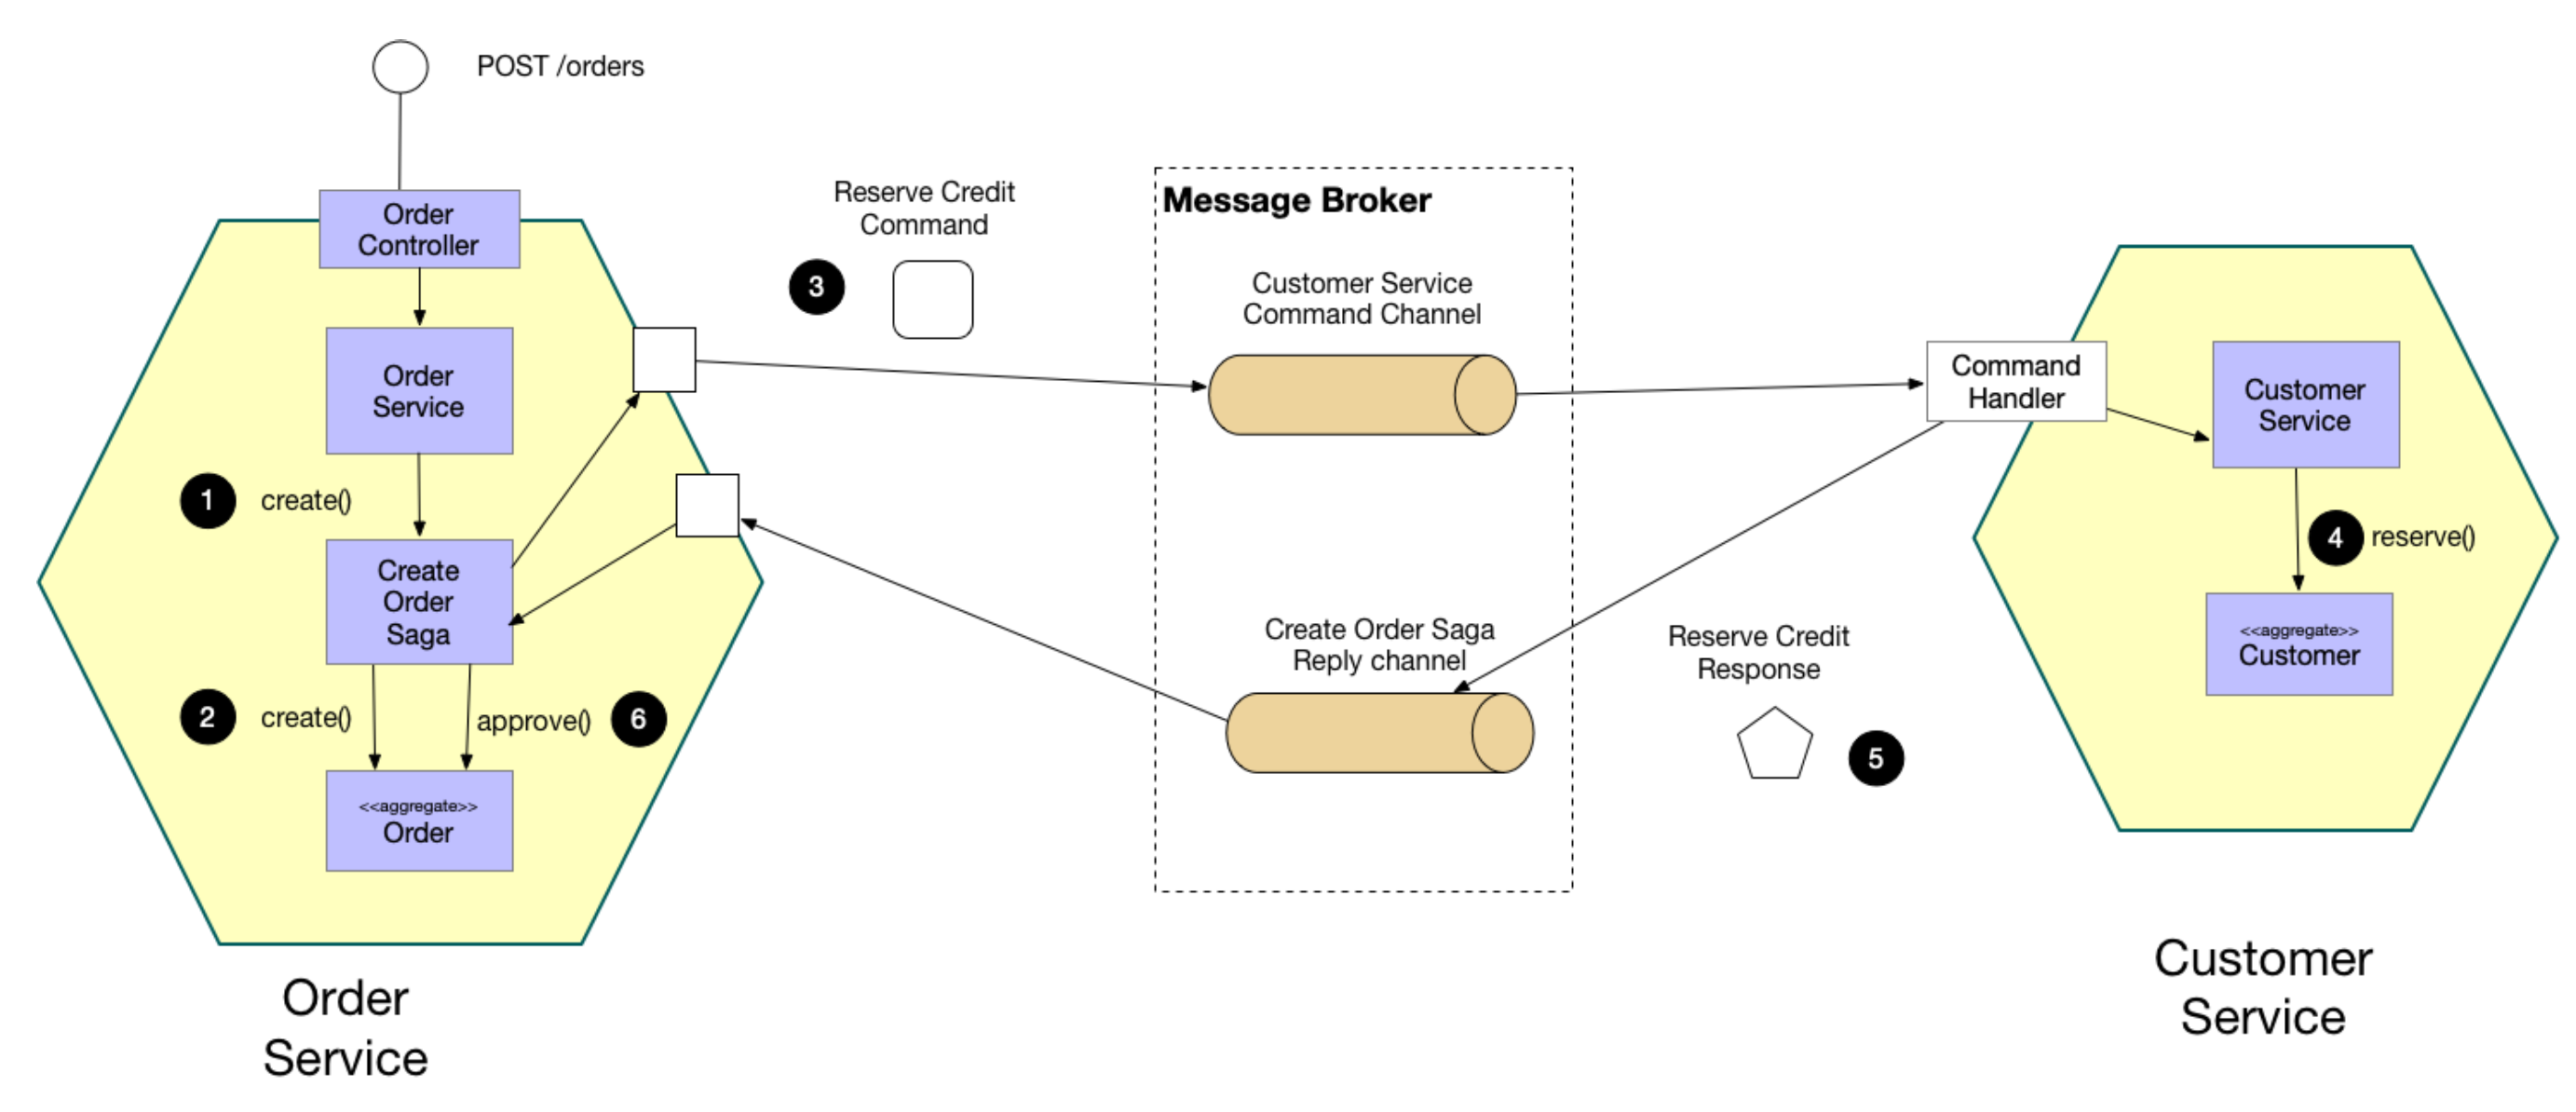 POST /orders
Order
Controller
Order
Service
1
create()
Create
Order
Saga
2
create()
approve()
6
<<aggregate>>
Order
Order
Service
Reserve Credit
Command
3
Message Broker
Customer Service
Command Channel
Create Order Saga
Reply channel
Reserve Credit
Response
5
Command
Handler
Customer
Service
4
reserve()
<<aggregate>>
Customer
Customer
Service